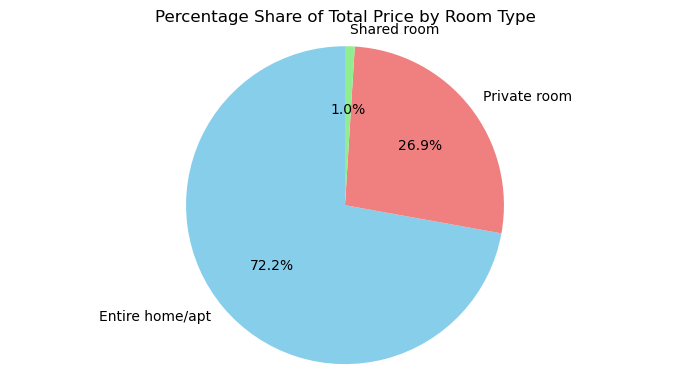 Percentage Share of Total Price by Room Type
Shared room
Private room
1.0%
26.9%
72.2%
Entire home/apt